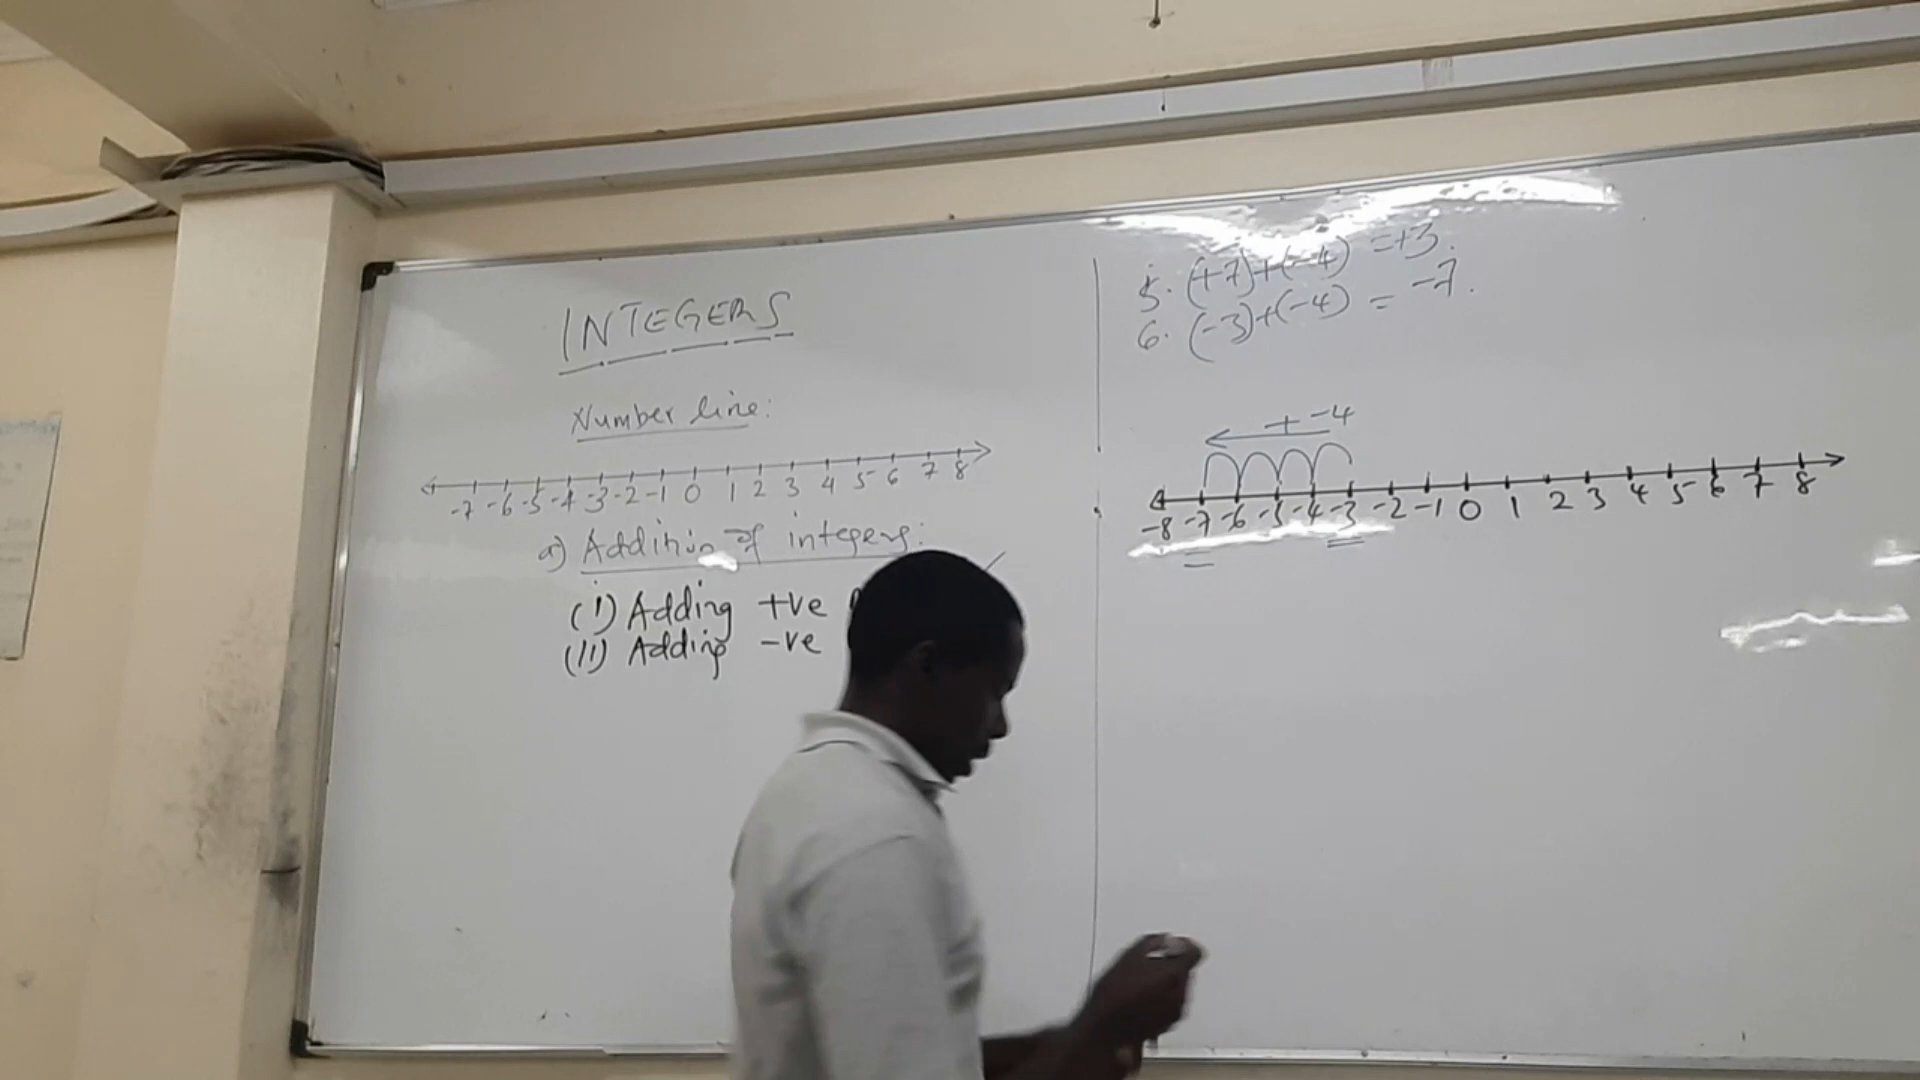 INTEGERS
Number line:
-7 -6 -5 -4 -3 -2 -1 0 1 2 3 4 5 6 7 8
a) Addition of integers:
(i) Adding +ve
(ii) Adding -ve
5. (+7)+(-4) =+3.
6. (-3)+(-4) = -7.
+ -4
-8 -7 -6 -5 -4 -3 -2 -1 0 1 2 3 4 5 6 7 8